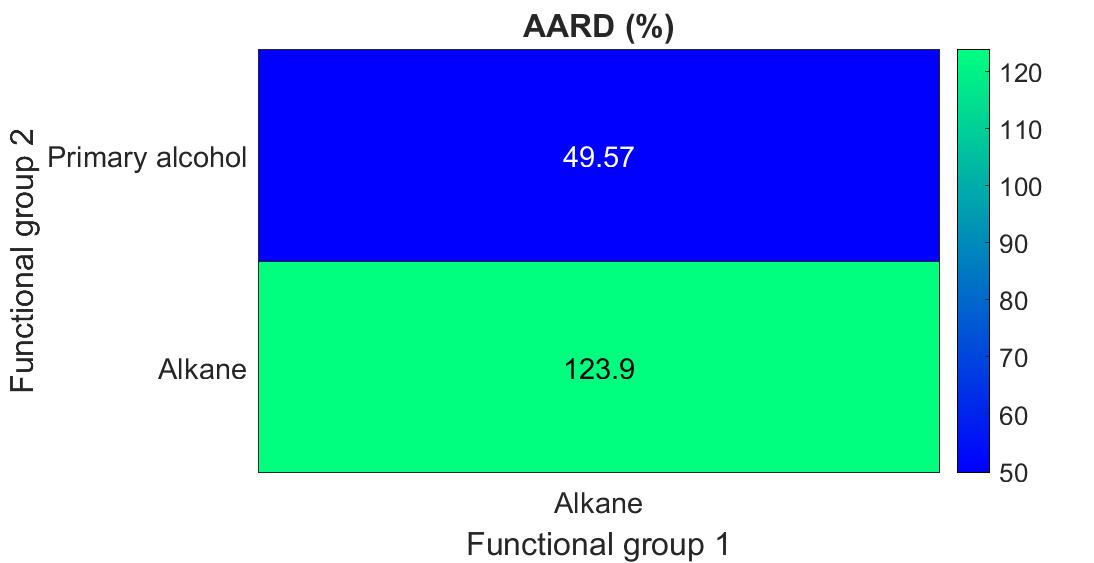 AARD (%)
Functional group 2
Primary alcohol
49.57
Alkane
123.9
Alkane
Functional group 1
120
110
100
90
80
70
60
50